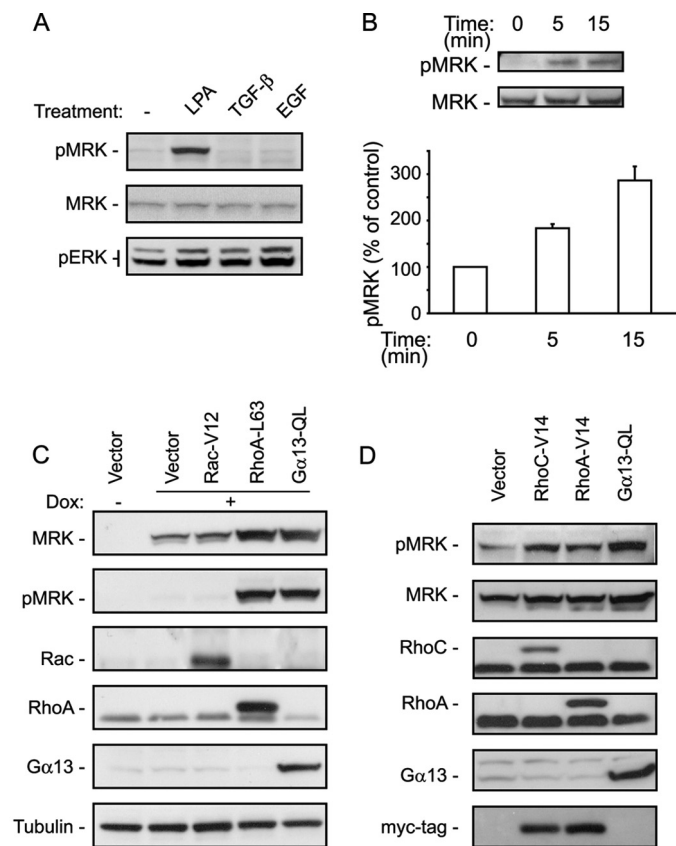 A
Treatment: - LPA TGF-β EGF
pMRK -
MRK -
pERK -
B
Time: 0 5 15
(min)
pMRK -
MRK -
pMRK (% of control)
300
200
100
0
Time: 0 5 15
(min)
C
Vector Vector Rac-V12 RhoA-L63 Gα13-QL
Dox: - +
MRK -
pMRK -
Rac -
RhoA -
Gα13 -
Tubulin -
D
Vector RhoC-V14 RhoA-V14 Gα13-QL
pMRK -
MRK -
RhoC -
RhoA -
Gα13 -
myc-tag -